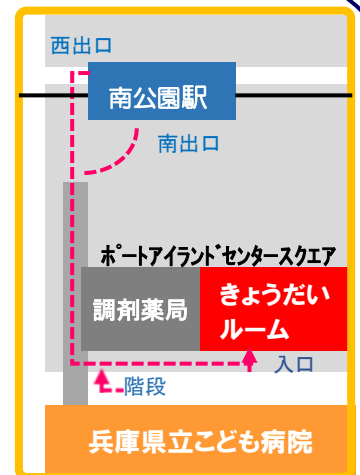 西出口
南公園駅
南出口
ポートアイランドセンタースクエア
調剤薬局
きょうだい
ルーム
入口
階段
兵庫県立こども病院